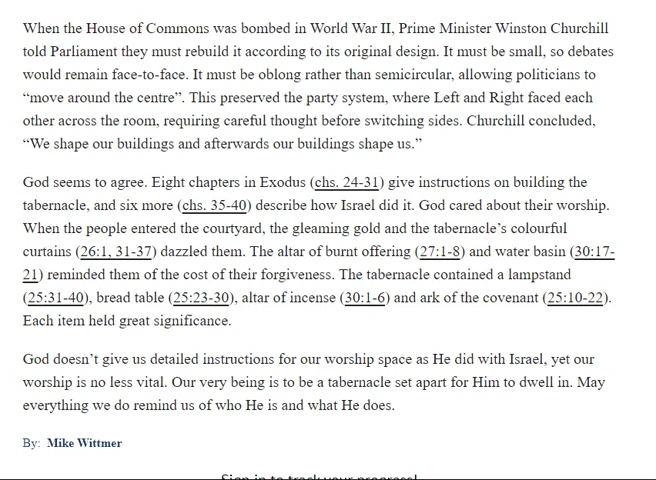 When the House of Commons was bombed in World War II, Prime Minister Winston Churchill
told Parliament they must rebuild it according to its original design. It must be small, so debates
would remain face-to-face. It must be oblong rather than semicircular, allowing politicians to
“move around the centre”. This preserved the party system, where Left and Right faced each
other across the room, requiring careful thought before switching sides. Churchill concluded,
“We shape our buildings and afterwards our buildings shape us.”
God seems to agree. Eight chapters in Exodus (chs. 24-31) give instructions on building the
tabernacle, and six more (chs. 35-40) describe how Israel did it. God cared about their worship.
When the people entered the courtyard, the gleaming gold and the tabernacle’s colourful
curtains (26:1, 31-37) dazzled them. The altar of burnt offering (27:1-8) and water basin (30:17-
21) reminded them of the cost of their forgiveness. The tabernacle contained a lampstand
(25:31-40), bread table (25:23-30), altar of incense (30:1-6) and ark of the covenant (25:10-22).
Each item held great significance.
God doesn’t give us detailed instructions for our worship space as He did with Israel, yet our
worship is no less vital. Our very being is to be a tabernacle set apart for Him to dwell in. May
everything we do remind us of who He is and what He does.
By: Mike Wittmer
Sign in to track your progress!